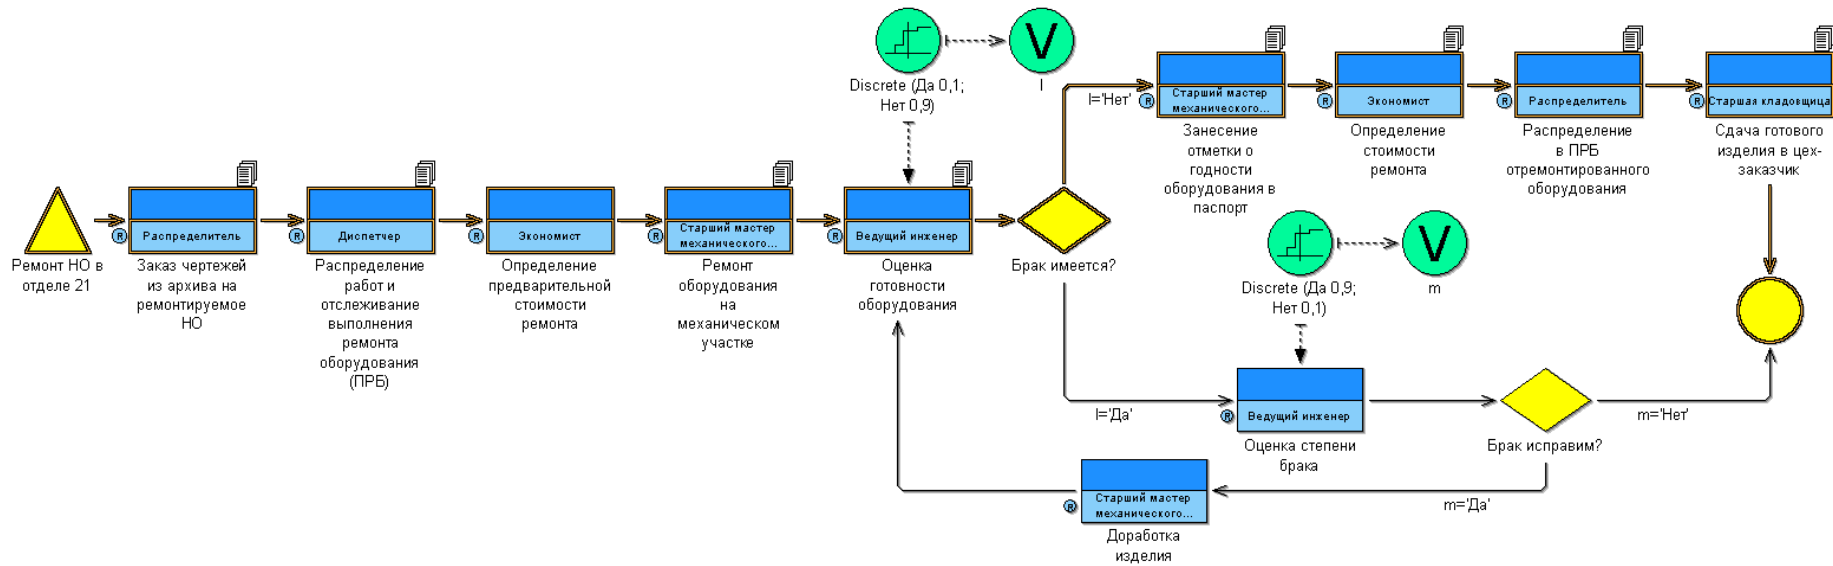 Discrete (Да 0,1;
Нет 0,9)
V
l
l='Нет'
R
Старший мастер
механического...
Занесение
отметки о
годности
оборудования в
паспорт
R
Экономист
Определение
стоимости
ремонта
R
Распределитель
Распределение
в ПРБ
отремонтированного
оборудования
R
Старшая кладовщица
Сдача готового
изделия в цех-
заказчик
Ремонт НО в
отделе 21
R
Распределитель
Заказ чертежей
из архива на
ремонтируемое
НО
R
Диспетчер
Распределение
работ и
отслеживание
выполнения
ремонта
оборудования
(ПРБ)
R
Экономист
Определение
предварительной
стоимости
ремонта
R
Старший мастер
механического...
Ремонт
оборудования
на
механическом
участке
R
Ведущий инженер
Оценка
готовности
оборудования
Брак имеется?
Discrete (Да 0,9;
Нет 0,1)
V
m
l='Да'
R
Ведущий инженер
Оценка степени
брака
Брак исправим?
m='Нет'
m='Да'
R
Старший мастер
механического...
Доработка
изделия